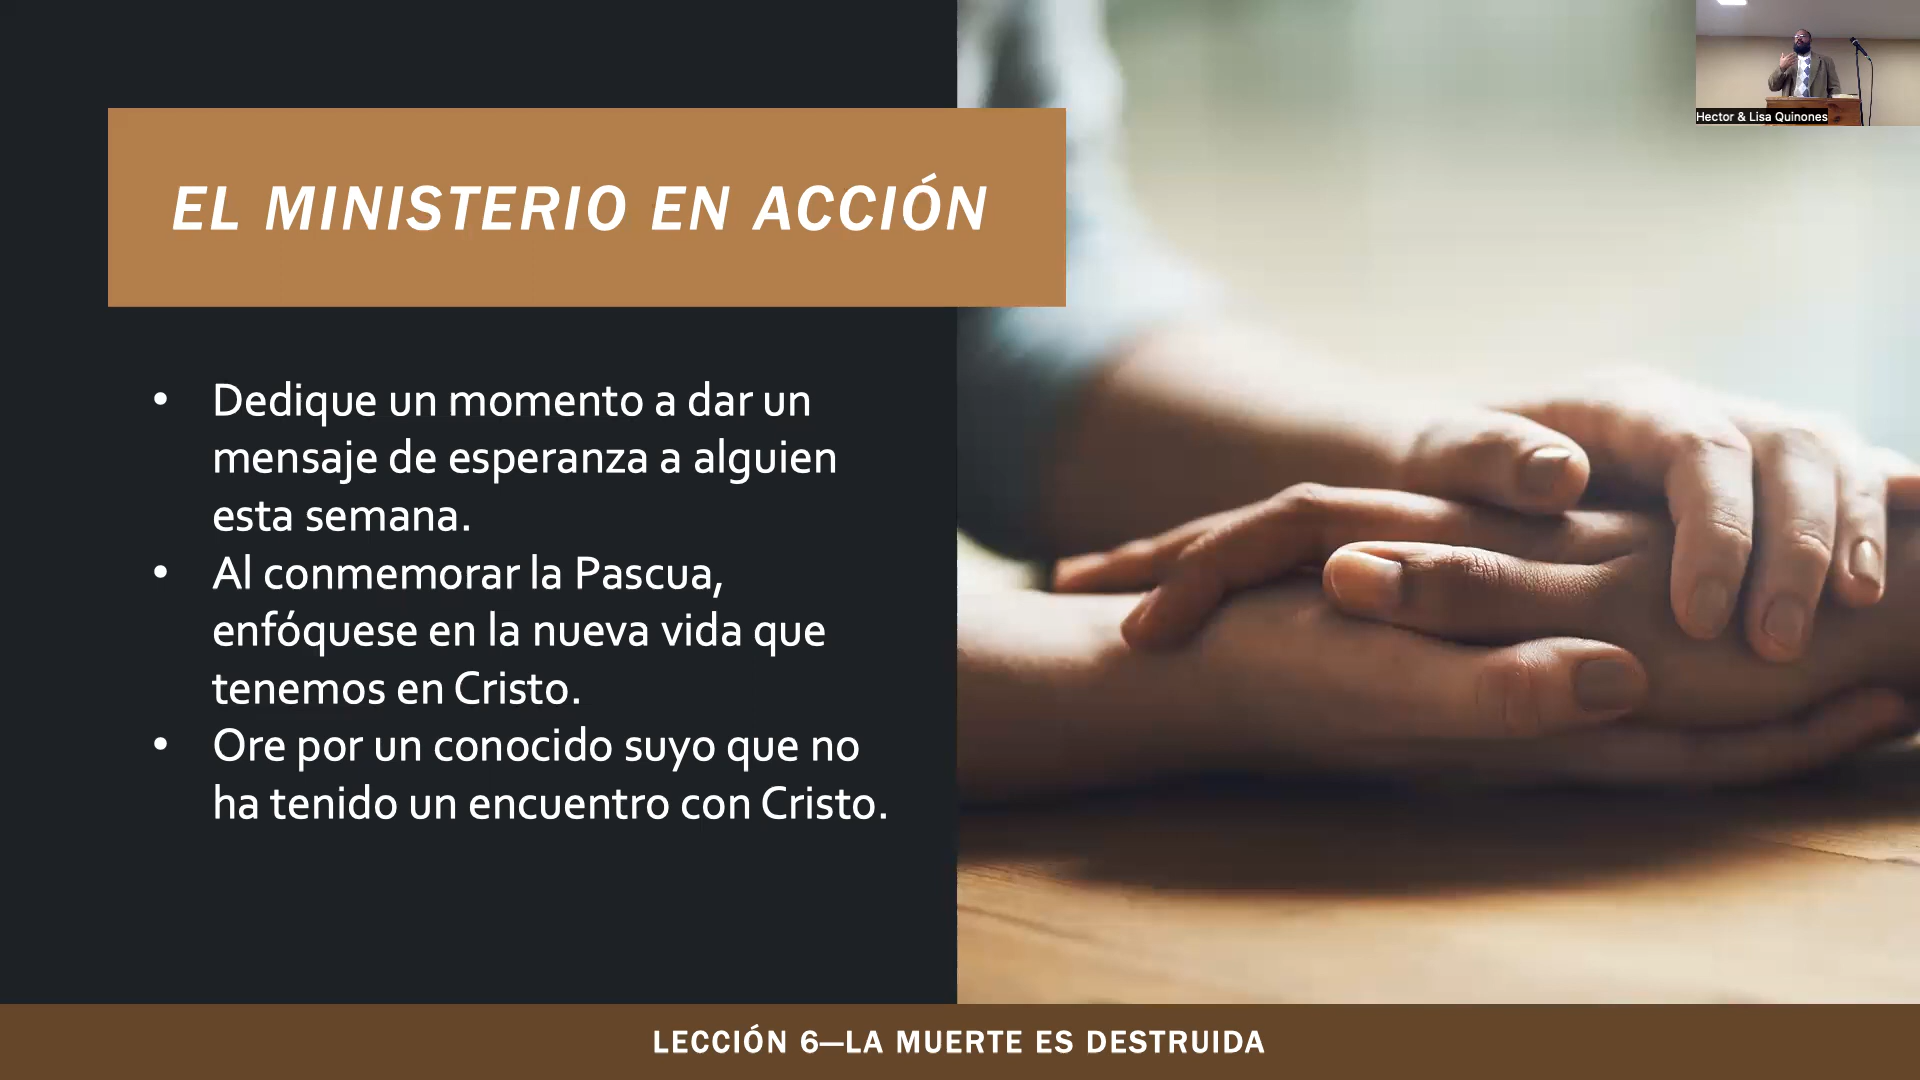 Hector & Lisa Quinones
EL MINISTERIO EN ACCIÓN
• Dedique un momento a dar un
mensaje de esperanza a alguien
esta semana.
• Al conmemorar la Pascua,
enfóquese en la nueva vida que
tenemos en Cristo.
• Ore por un conocido suyo que no
ha tenido un encuentro con Cristo.
LECCIÓN 6—LA MUERTE ES DESTRUIDA